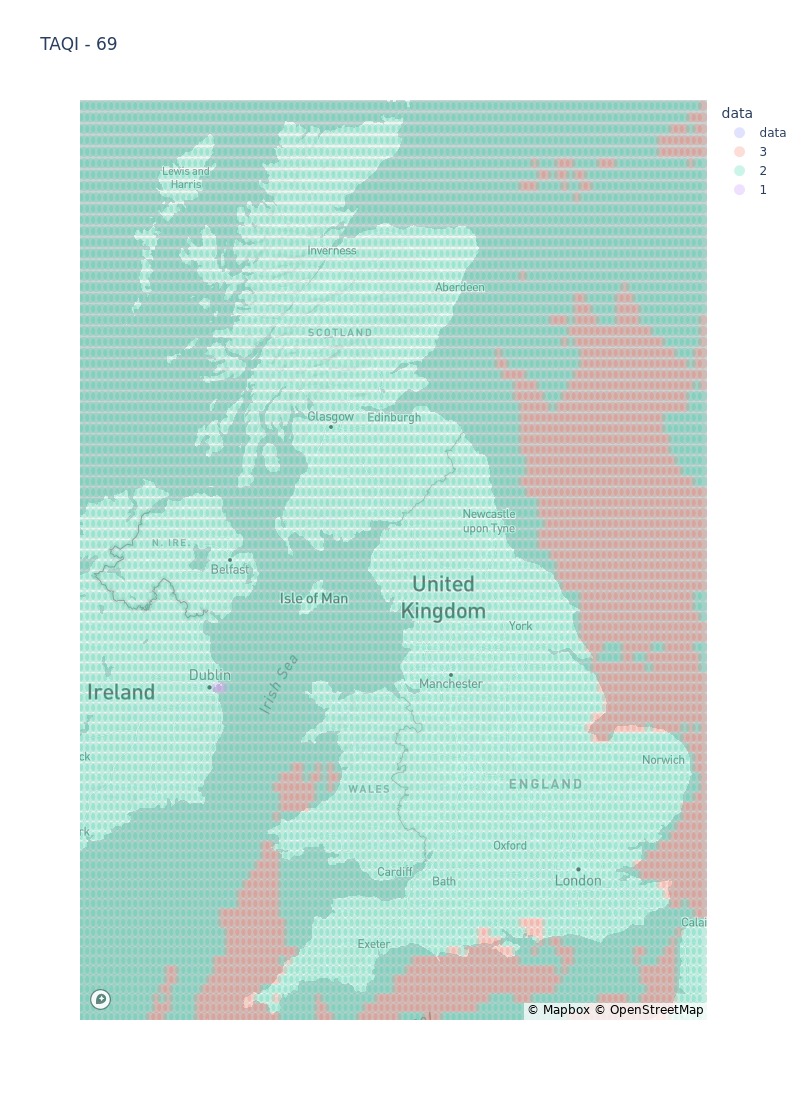 TAQI - 69
data
data
3
2
1
Lewis and
Harris
Inverness
Aberdeen
SCOTLAND
Glasgow
Edinburgh
Newcastle
upon Tyne
N. IRE.
Belfast
United
Kingdom
Isle of Man
York
Irish Sea
Dublin
Manchester
Ireland
ck
Norwich
WALES
ENGLAND
rk
Oxford
Cardiff
Bath
London
Calai
Exeter
© Mapbox © OpenStreetMap